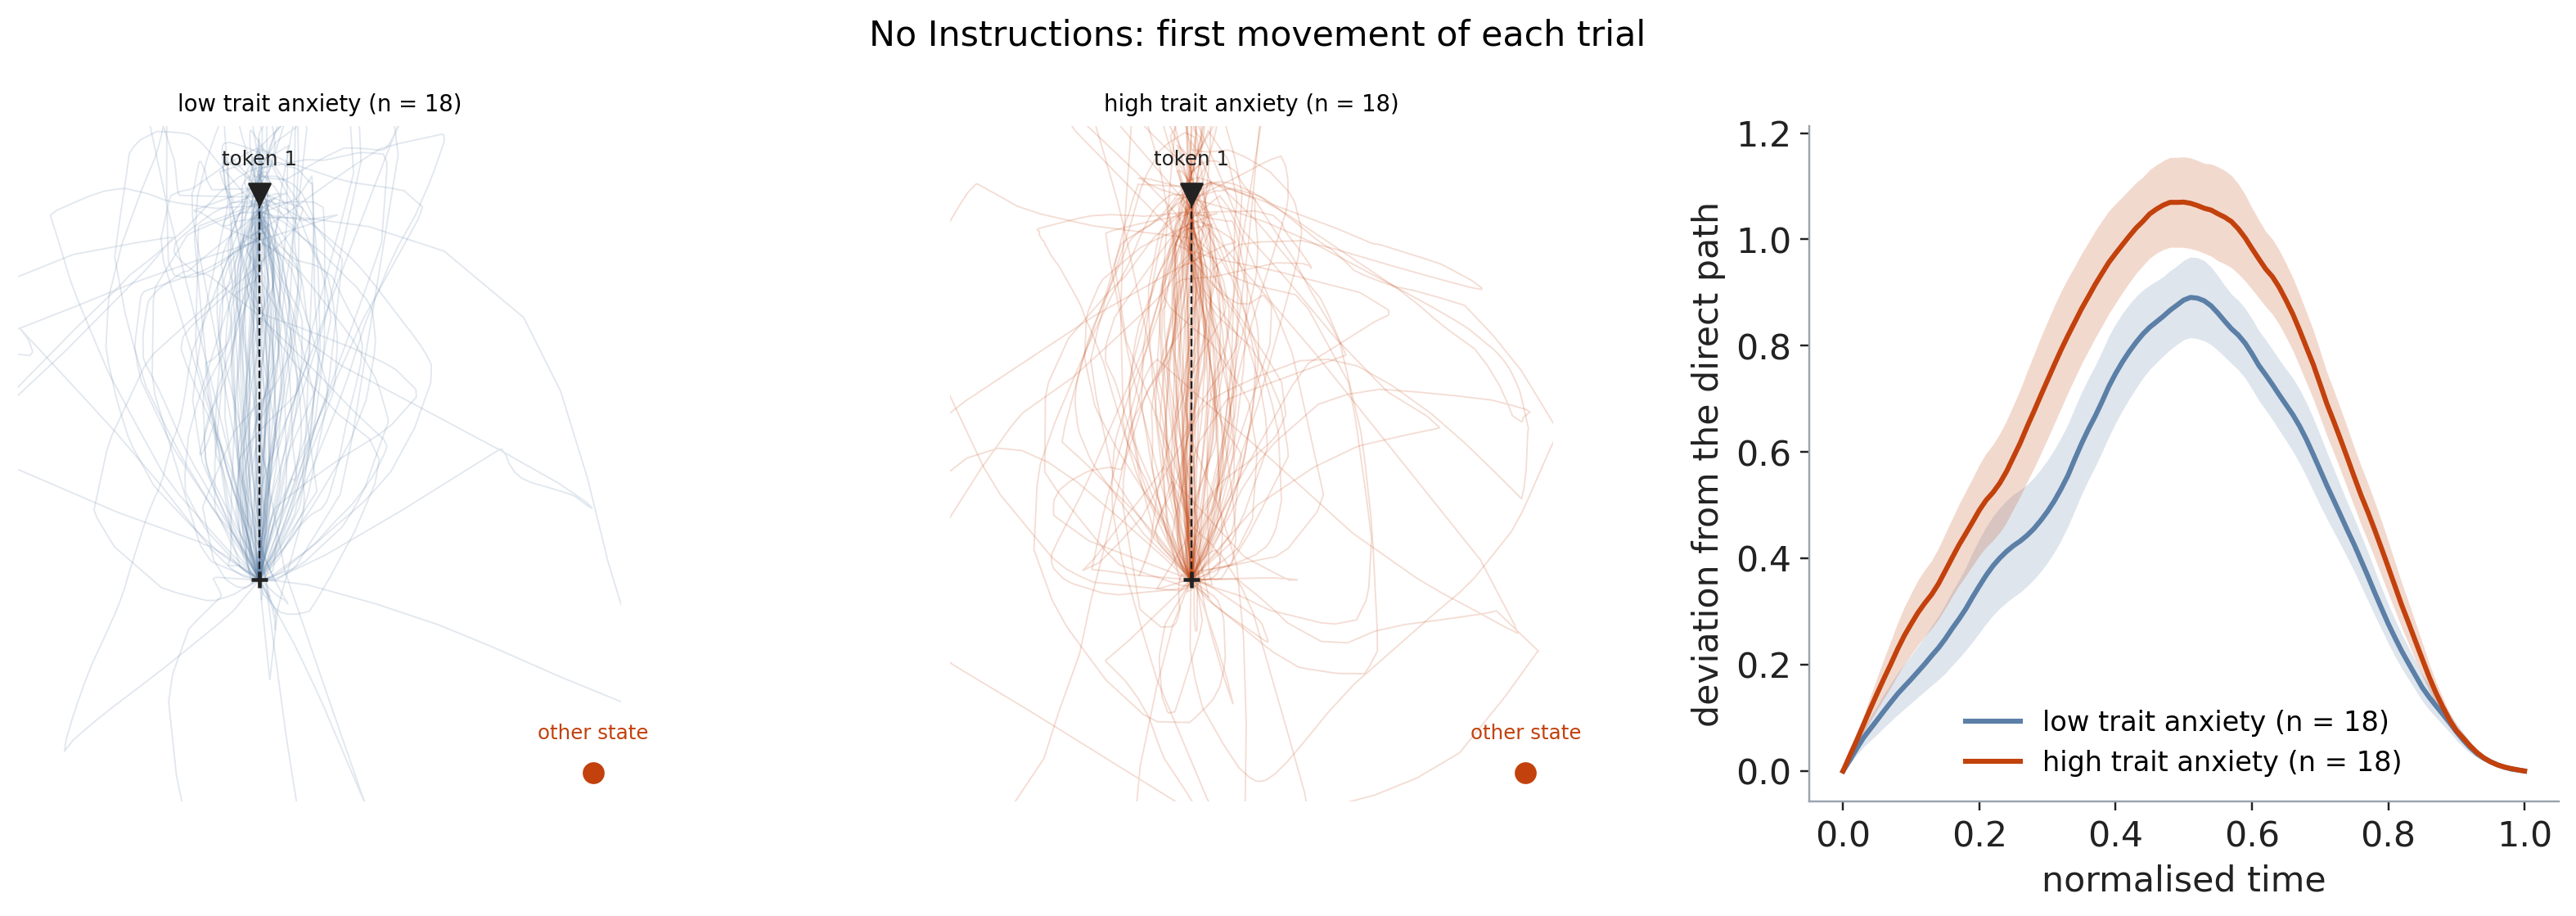 No Instructions: first movement of each trial
low trait anxiety (n = 18)
token 1
other state
high trait anxiety (n = 18)
token 1
other state
deviation from the direct path
1.2
1.0
0.8
0.6
0.4
0.2
0.0
low trait anxiety (n = 18)
high trait anxiety (n = 18)
0.0 0.2 0.4 0.6 0.8 1.0
normalised time